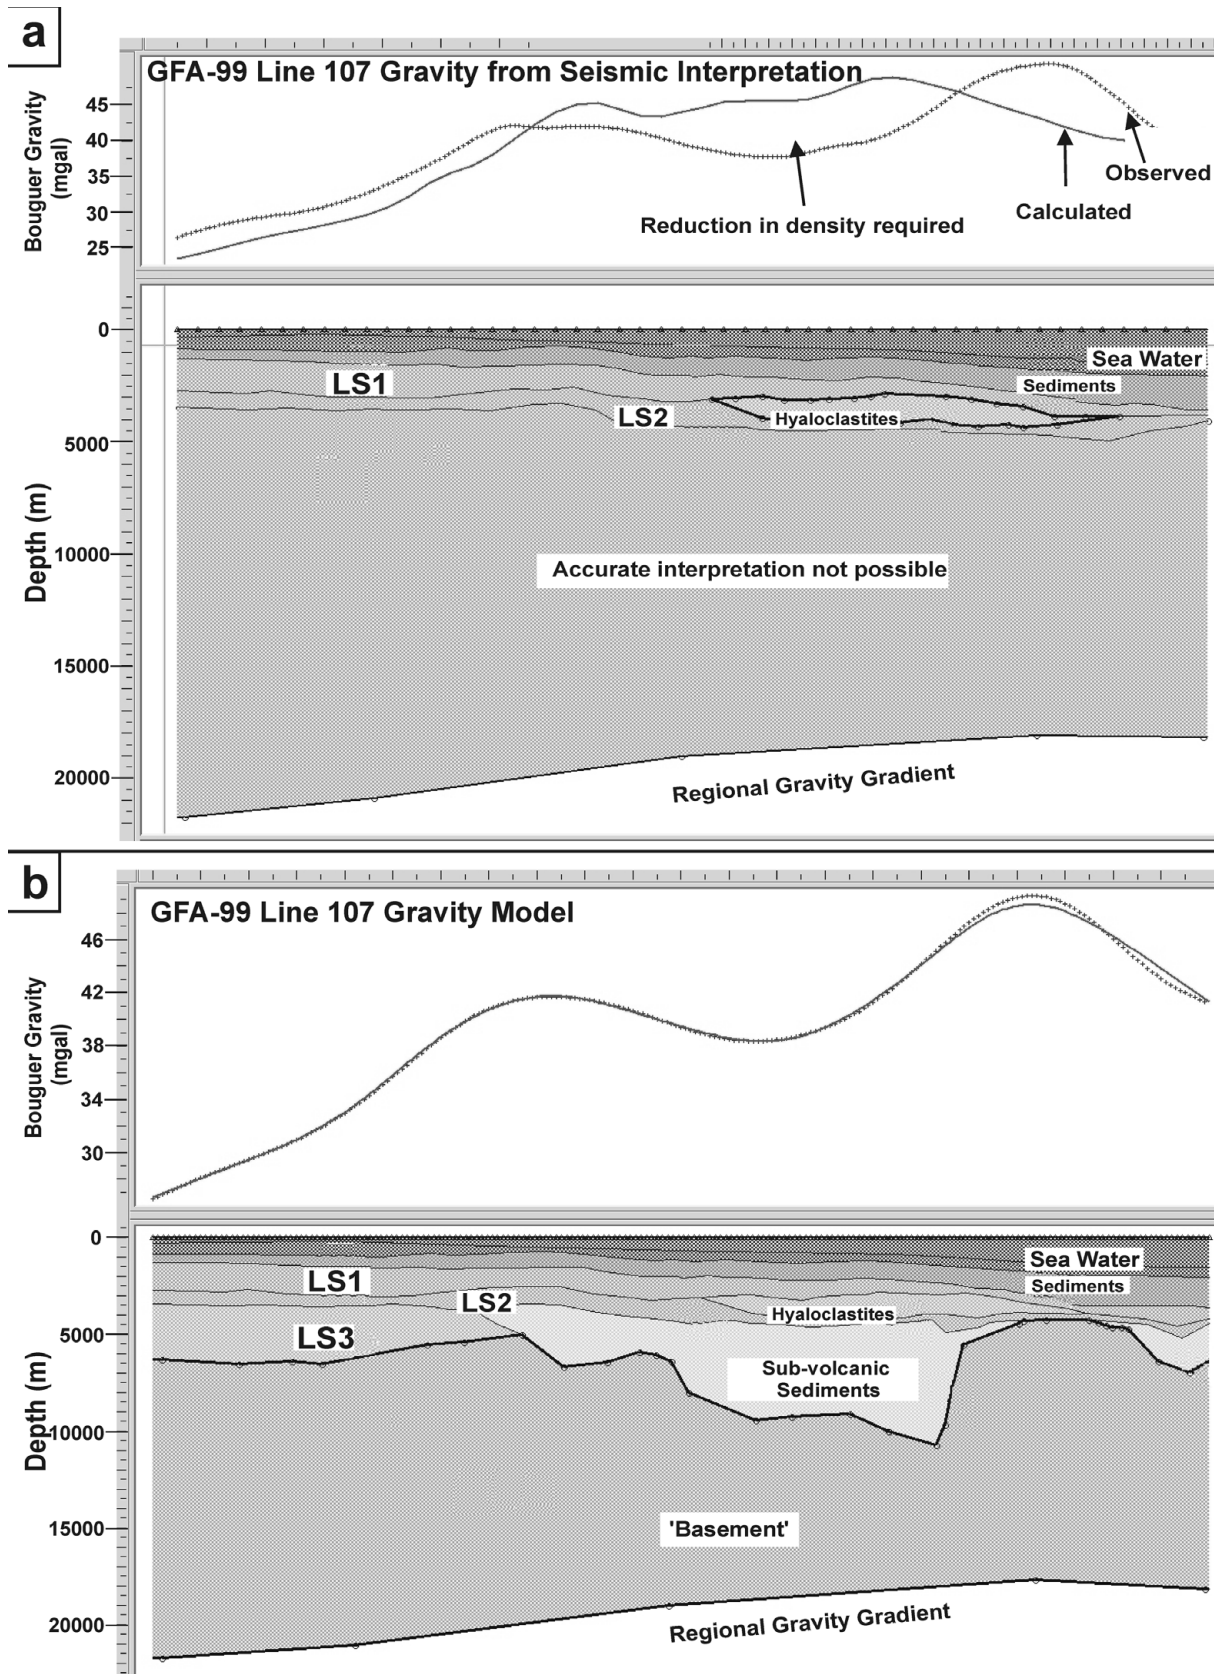 a
GFA-99 Line 107 Gravity from Seismic Interpretation
Bouguer Gravity
(mgal)
45
40
35
30
25
Observed
Calculated
Reduction in density required
0
5000
10000
15000
20000
Depth (m)
Sea Water
LS1
Sediments
LS2
Hyaloclastites
Accurate interpretation not possible
Regional Gravity Gradient
b
GFA-99 Line 107 Gravity Model
Bouguer Gravity
(mgal)
46
42
38
34
30
0
5000
10000
15000
20000
Depth (m)
Sea Water
LS1
Sediments
LS2
Hyaloclastites
LS3
Sub-volcanic
Sediments
'Basement'
Regional Gravity Gradient